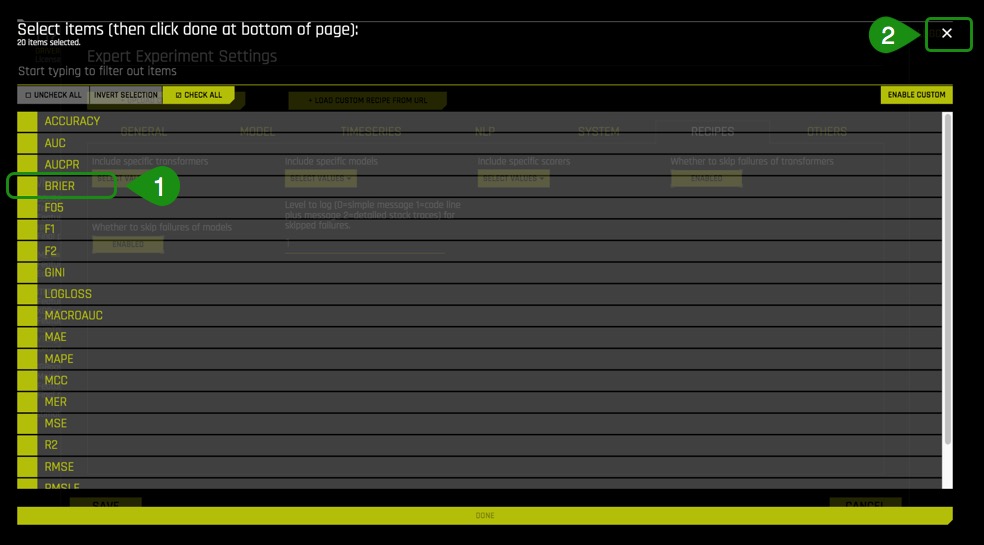 Select items (then click done at bottom of page):
20 items selected.
Expert Experiment Settings
Start typing to filter out items
UNCHECK ALL INVERT SELECTION CHECK ALL + LOAD CUSTOM RECIPE FROM URL ENABLE CUSTOM
2
×
ACCURACY
GENERAL MODEL TIMESERIES NLP SYSTEM RECIPES OTHERS
AUC
AUCPR
Include specific transformers Include specific models Include specific scorers Whether to skip failures of transformers
SELECT VALUES SELECT VALUES SELECT VALUES ENABLED
BRIER
1
F05
Level to log (0=simple message 1=code line
plus message 2=detailed stack traces) for
skipped failures.
F1
Whether to skip failures of models
ENABLED
1
F2
GINI
LOGLOSS
MACROAUC
MAE
MAPE
MCC
MER
MSE
R2
RMSE
RMSLE
SAVE CANCEL
DONE